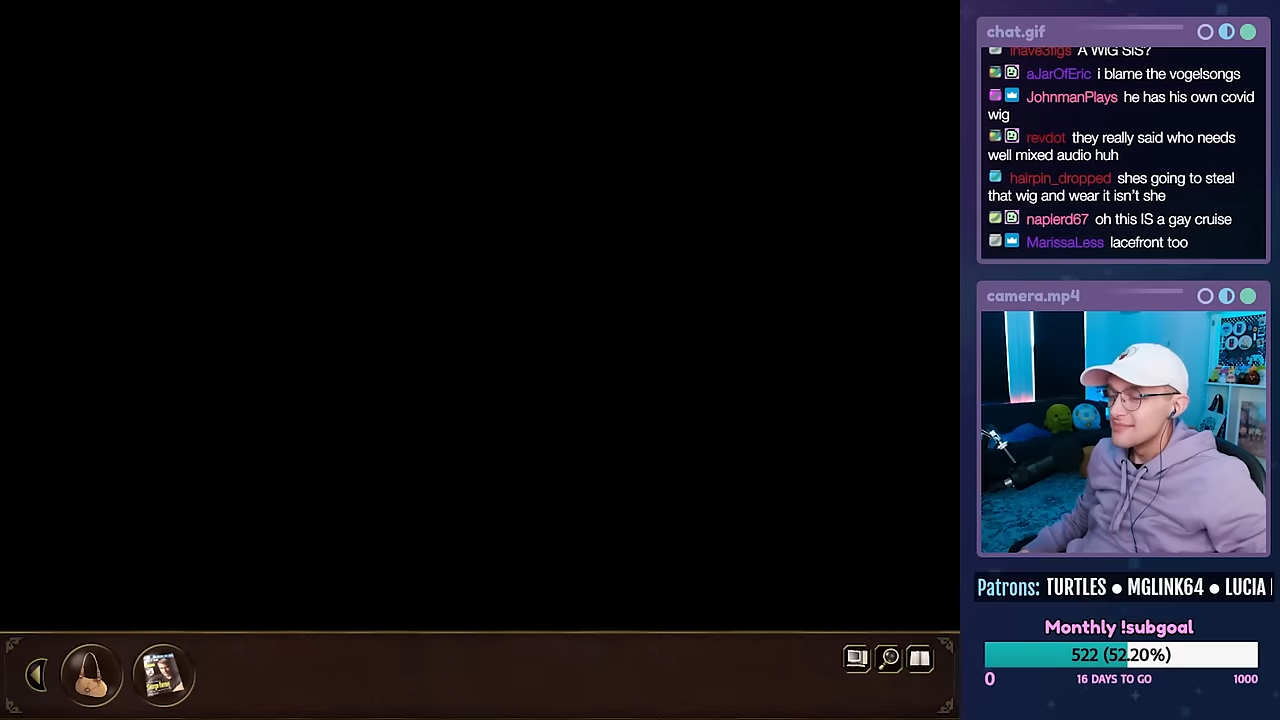 chat.gif
ihave3figs A WIG SIS?
aJarOfEric i blame the vogelsongs
JohnmanPlays he has his own covid
wig
revdot they really said who needs
well mixed audio huh
hairpin_dropped shes going to steal
that wig and wear it isn't she
naplerd67 oh this IS a gay cruise
MarissaLess lacefront too
camera.mp4
Patrons: TURTLES ● MGLINK64 ● LUCIA
Monthly !subgoal
522 (52.20%)
0 16 DAYS TO GO 1000